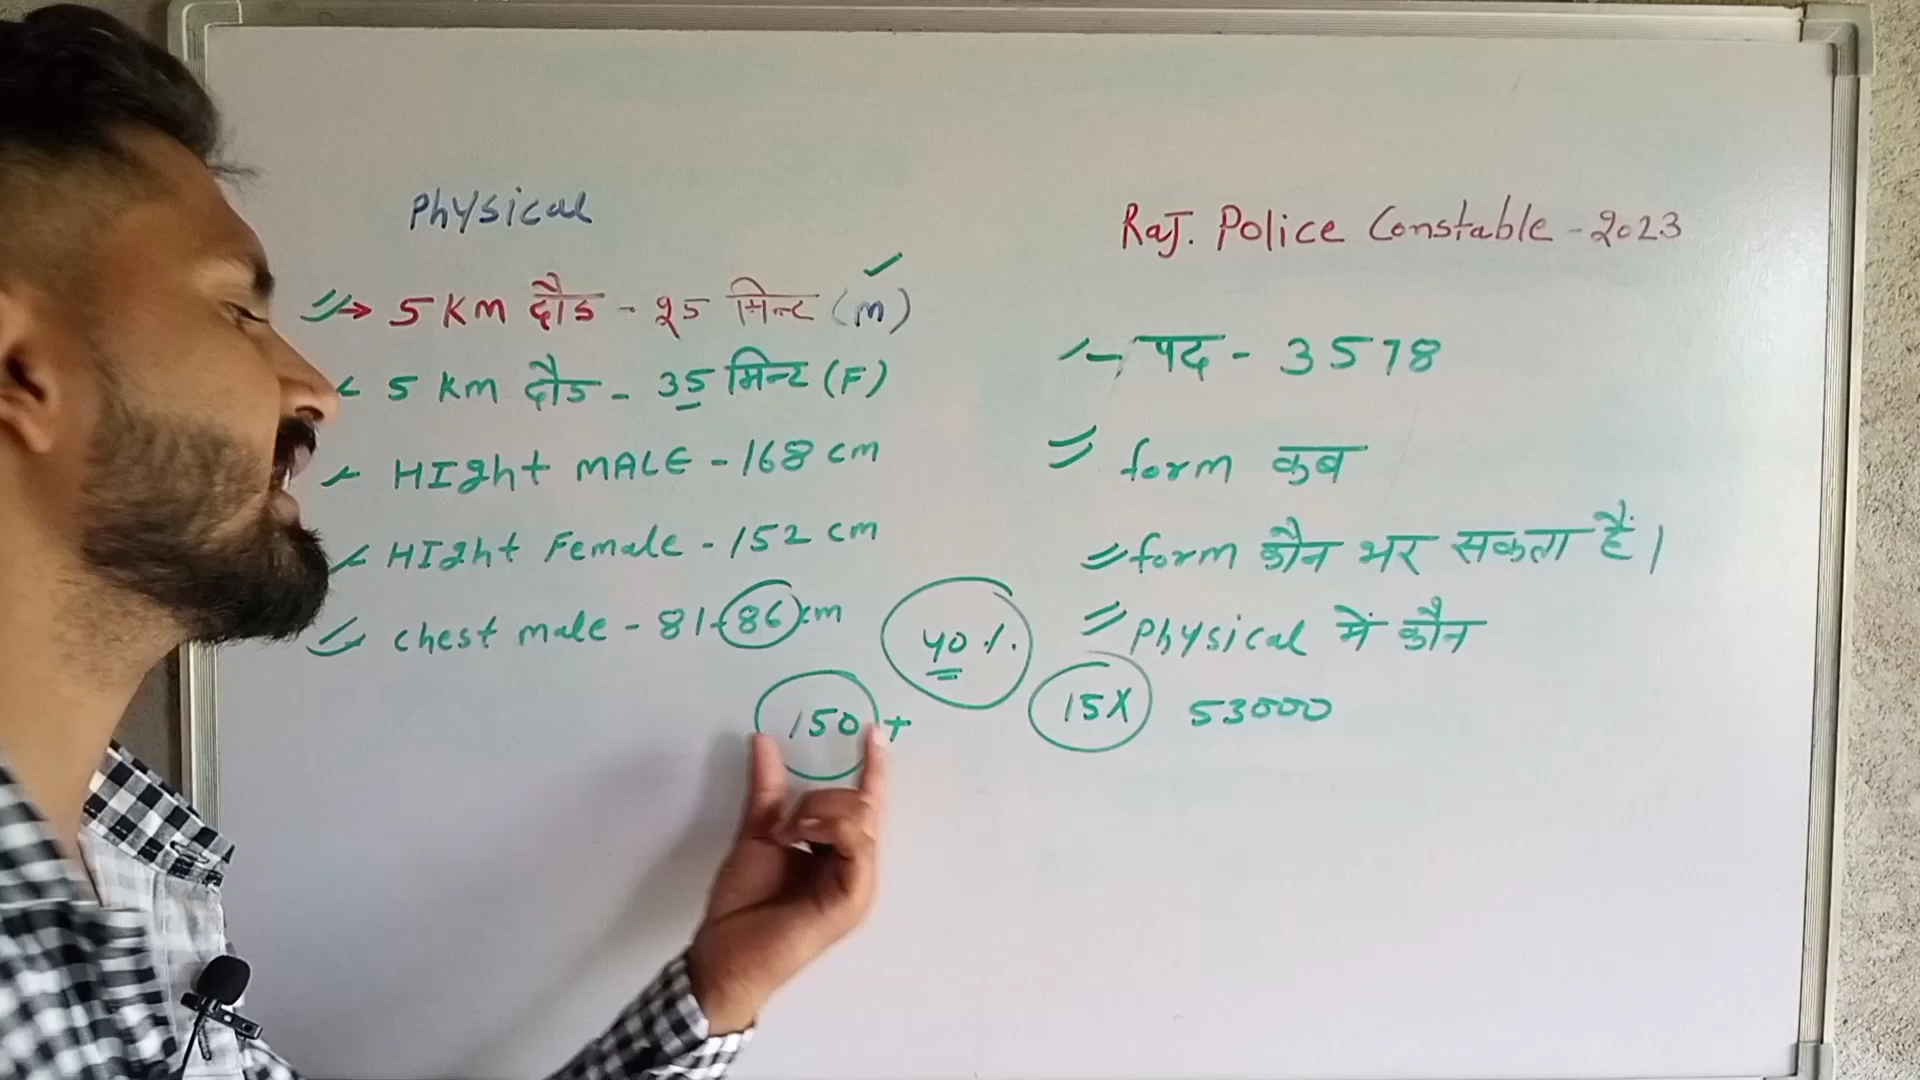 Physical
→ 5 KM दौड - 25 मिन्ट (M)
5 KM दौड - 35 मिन्ट (F)
HIght MALE - 168 cm
HIght Female - 152 cm
chest male - 81-86 cm
40%.
150+
Raj. Police Constable - 2023
- पद - 3578
form कब
form कौन भर सकता हैं।
Physical में कौन
15X 53000